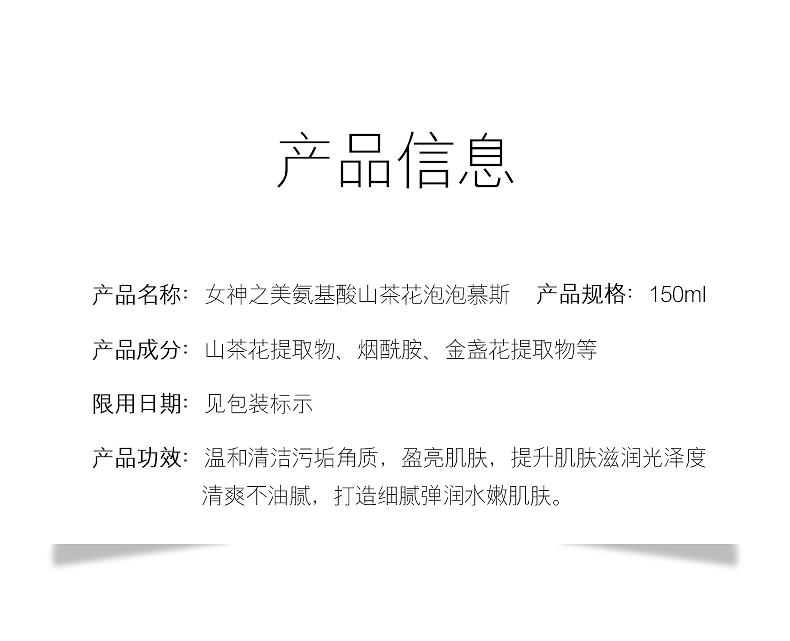 产品信息
产品名称：女神之美氨基酸山茶花泡泡慕斯 产品规格：150ml
产品成分：山茶花提取物、烟酰胺、金盏花提取物等
限用日期：见包装标示
产品功效：温和清洁污垢角质，盈亮肌肤，提升肌肤滋润光泽度
清爽不油腻，打造细腻弹润水嫩肌肤。